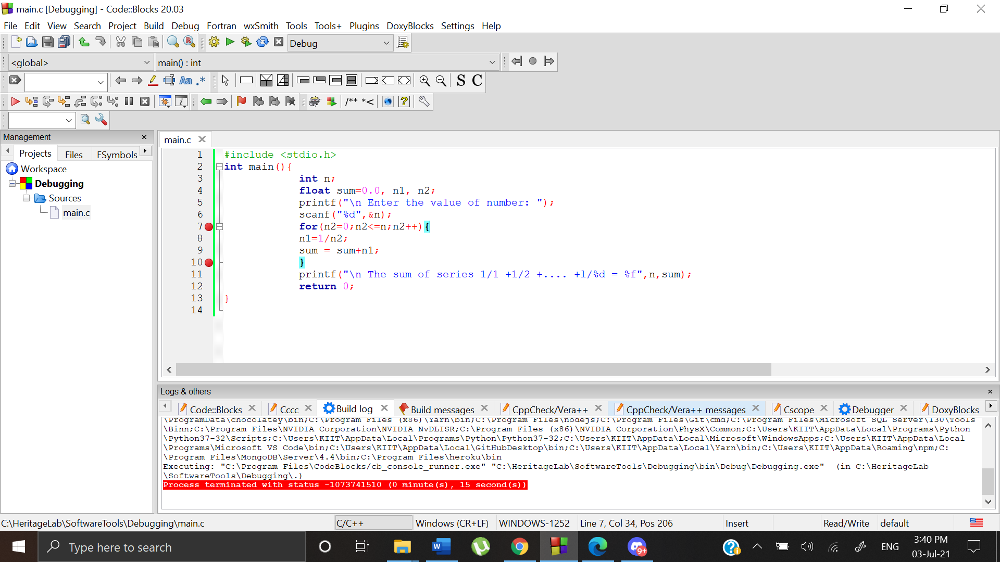 main.c [Debugging] - Code::Blocks 20.03
File Edit View Search Project Build Debug Fortran wxSmith Tools Tools+ Plugins DoxyBlocks Settings Help
Debug
<global> main() : int
Aa .* S C
/** *<
Management
Projects Files FSymbols
Workspace
Debugging
Sources
main.c
main.c
1 #include <stdio.h>
2 int main(){
3 int n;
4 float sum=0.0, n1, n2;
5 printf("\n Enter the value of number: ");
6 scanf("%d",&n);
7 for(n2=0;n2<=n;n2++){
8 n1=1/n2;
9 sum = sum+n1;
10 }
11 printf("\n The sum of series 1/1 +1/2 +.... +1/%d = %f",n,sum);
12 return 0;
13 }
14
Logs & others
Code::Blocks Cccc Build log Build messages CppCheck/Vera++ CppCheck/Vera++ messages Cscope Debugger DoxyBlocks
\ProgramData\chocolatey\bin;C:\Program Files (x86)\Yarn\bin;C:\Program Files\nodejs;C:\Program Files\Git\cmd;C:\Program Files\Microsoft SQL Server\130\Tools
\Binn;C:\Program Files\NVIDIA Corporation\NVIDIA NvDLISR;C:\Program Files (x86)\NVIDIA Corporation\PhysX\Common;C:\Users\KIIT\AppData\Local\Programs\Python
\Python37-32\Scripts;C:\Users\KIIT\AppData\Local\Programs\Python\Python37-32;C:\Users\KIIT\AppData\Local\Microsoft\WindowsApps;C:\Users\KIIT\AppData\Local
\Programs\Microsoft VS Code\bin;C:\Users\KIIT\AppData\Local\GitHubDesktop\bin;C:\Users\KIIT\AppData\Local\Yarn\bin;C:\Users\KIIT\AppData\Roaming\npm;C:
\Program Files\MongoDB\Server\4.4\bin;C:\Program Files\heroku\bin
Executing: "C:\Program Files\CodeBlocks/cb_console_runner.exe" "C:\HeritageLab\SoftwareTools\Debugging\bin\Debug\Debugging.exe"  (in C:\HeritageLab
\SoftwareTools\Debugging\.)
Process terminated with status -1073741510 (0 minute(s), 15 second(s))
C:\HeritageLab\SoftwareTools\Debugging\main.c C/C++ Windows (CR+LF) WINDOWS-1252 Line 7, Col 34, Pos 206 Insert Read/Write default
Type here to search
9+
ENG
3:40 PM
03-Jul-21